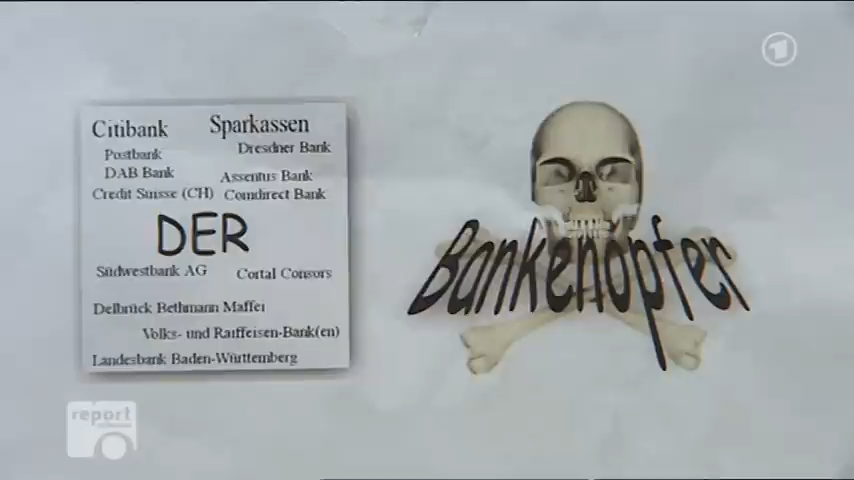 Citibank Sparkassen
Postbank Dresdner Bank
DAB Bank Assentus Bank
Credit Suisse (CH) Comdirect Bank
DER
Südwestbank AG Cortal Consors
Delbrück Bethmann Maffei
Volks- und Raiffeisen-Bank(en)
Landesbank Baden-Württemberg
Bankenopfer
1
report